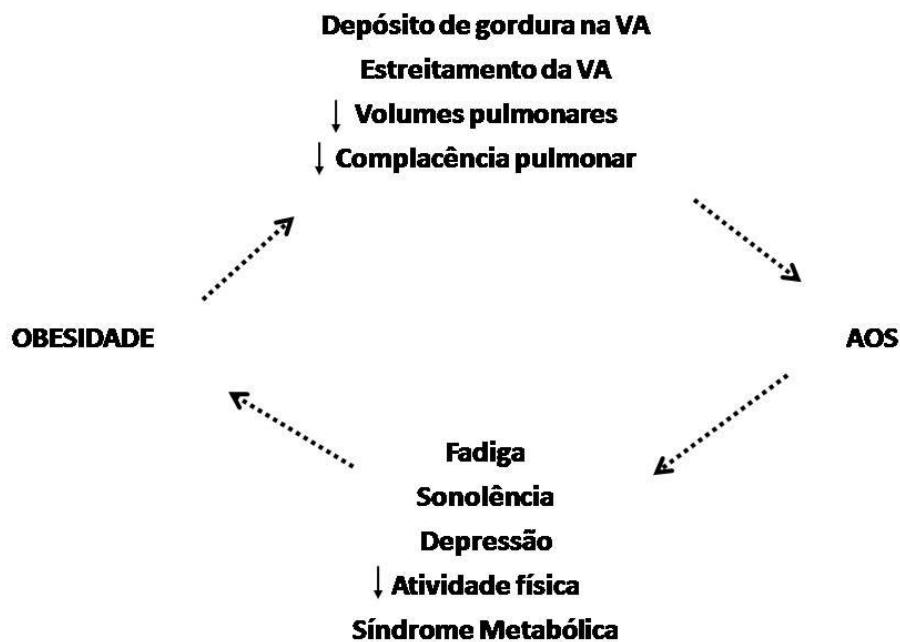 Depósito de gordura na VA
Estreitamento da VA
↓ Volumes pulmonares
↓ Complacência pulmonar
OBESIDADE
AOS
Fadiga
Sonolência
Depressão
↓ Atividade física
Síndrome Metabólica